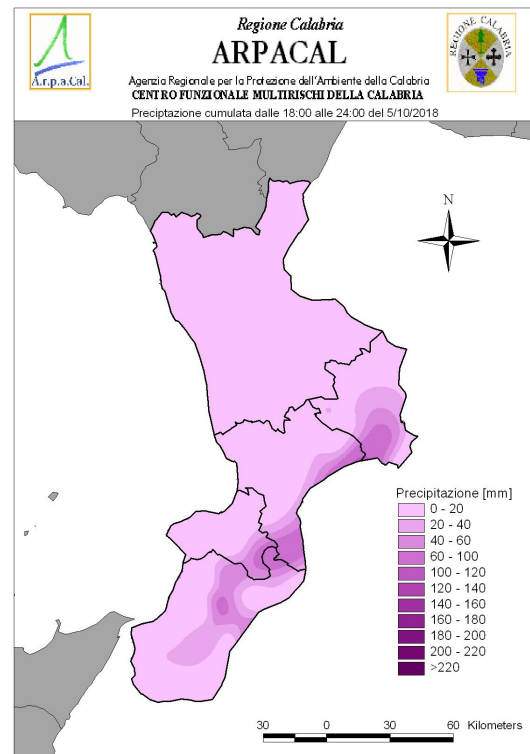 Regione Calabria
ARPACAL
Agenzia Regionale per la Protezione dell'Ambiente della Calabria
CENTRO FUNZIONALE MULTIRISCHI DELLA CALABRIA
Precipitazione cumulata dalle 18:00 alle 24:00 del 5/10/2018
A.r.p.a.Cal.
REGIONE CALABRIA
N
Precipitazione [mm]
0 - 20
20 - 40
40 - 60
60 - 100
100 - 120
120 - 140
140 - 160
160 - 180
180 - 200
200 - 220
>220
30 0 30 60 Kilometers